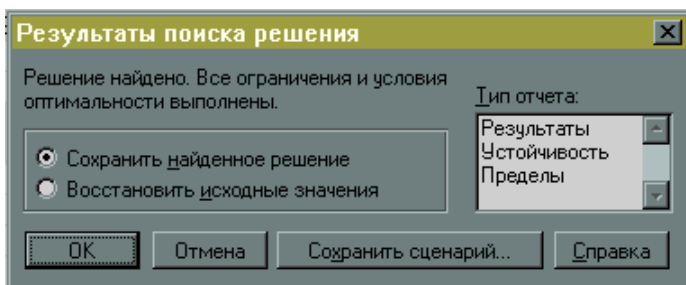 Результаты поиска решения
Решение найдено. Все ограничения и условия
оптимальности выполнены.
Тип отчета:
Результаты
Устойчивость
Пределы
Сохранить найденное решение
Восстановить исходные значения
OK
Отмена
Сохранить сценарий...
Справка